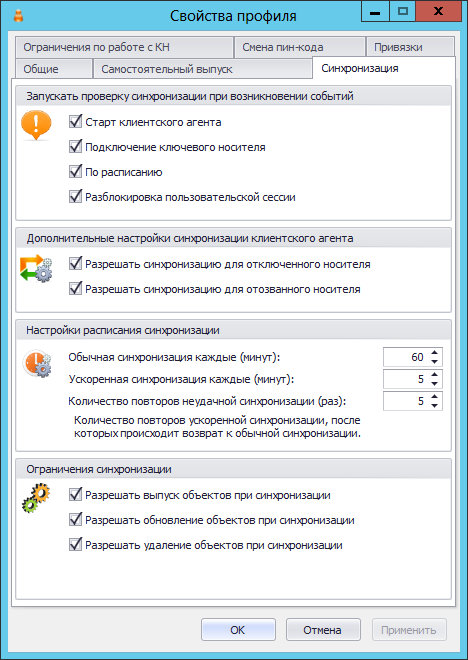 Свойства профиля
Ограничения по работе с КН
Смена пин-кода
Привязки
Общие
Самостоятельный выпуск
Синхронизация
Запускать проверку синхронизации при возникновении событий
Старт клиентского агента
Подключение ключевого носителя
По расписанию
Разблокировка пользовательской сессии
Дополнительные настройки синхронизации клиентского агента
Разрешать синхронизацию для отключенного носителя
Разрешать синхронизацию для отозванного носителя
Настройки расписания синхронизации
Обычная синхронизация каждые (минут): 60
Ускоренная синхронизация каждые (минут): 5
Количество повторов неудачной синхронизации (раз): 5
Количество повторов ускоренной синхронизации, после
которых происходит возврат к обычной синхронизации.
Ограничения синхронизации
Разрешать выпуск объектов при синхронизации
Разрешать обновление объектов при синхронизации
Разрешать удаление объектов при синхронизации
OK
Отмена
Применить